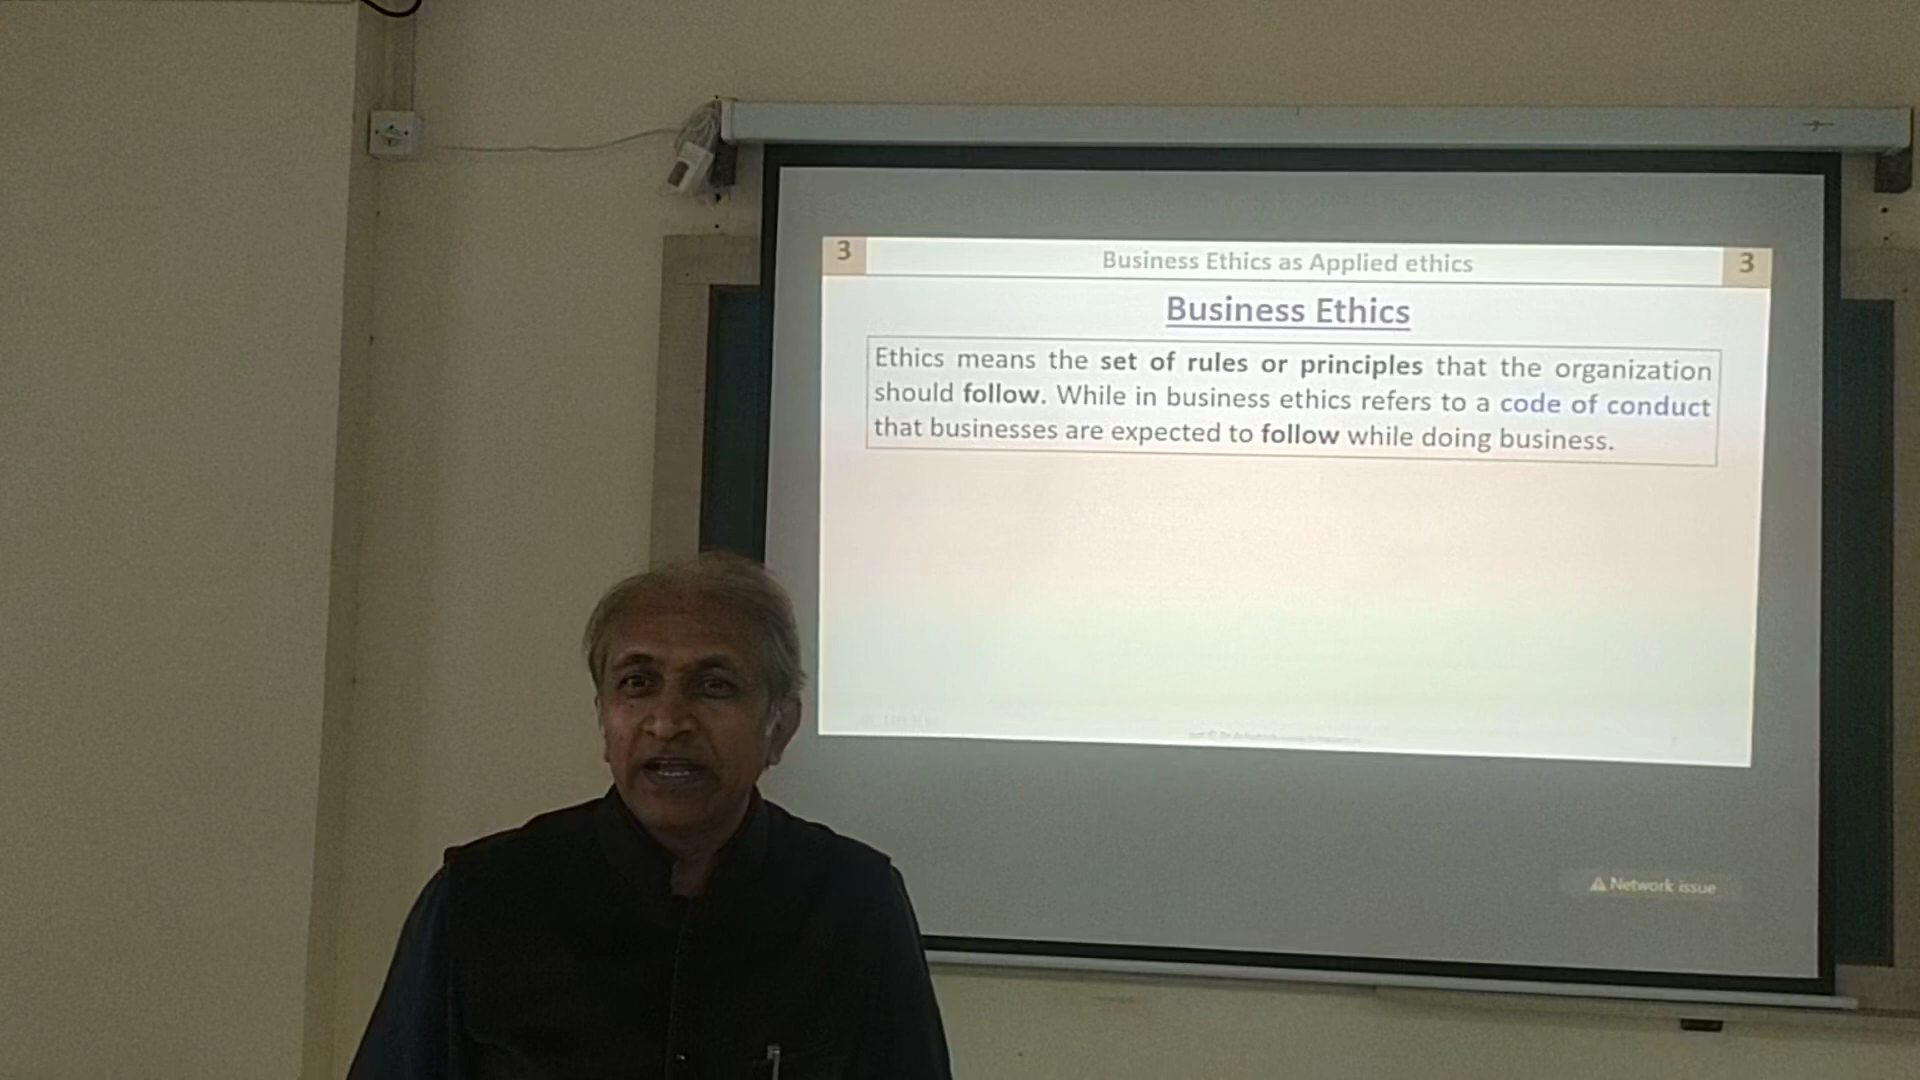 3 Business Ethics as Applied ethics 3
Business Ethics
Ethics means the set of rules or principles that the organization
should follow. While in business ethics refers to a code of conduct
that businesses are expected to follow while doing business.
Network issue